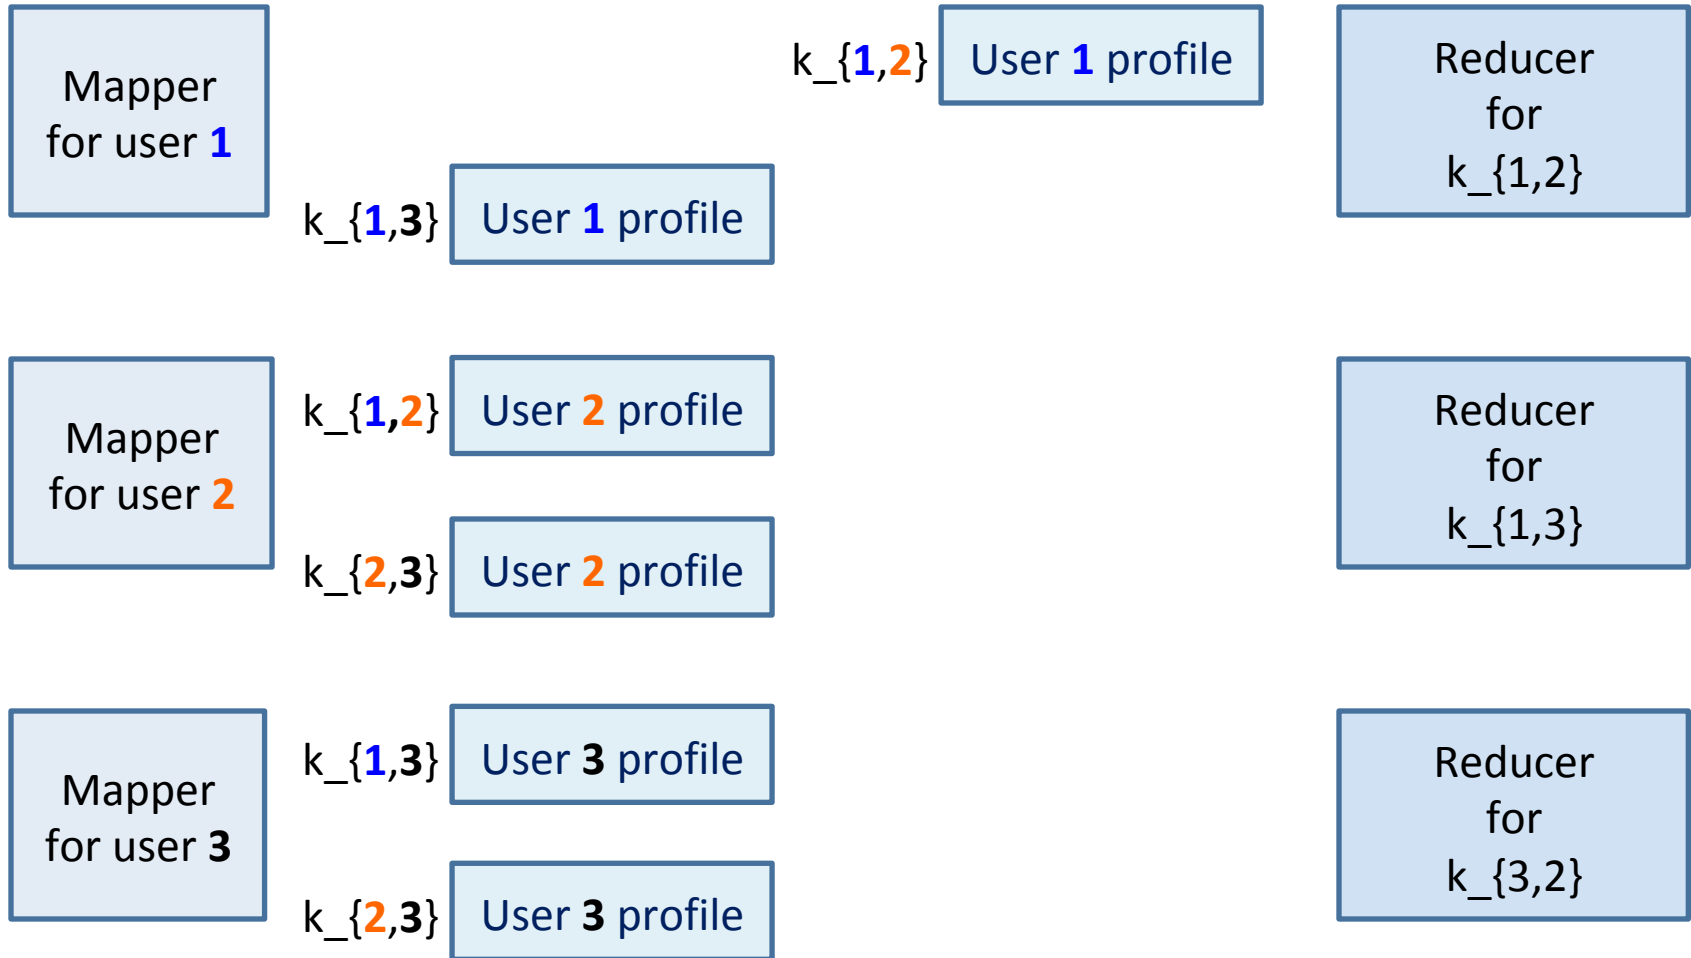 Mapper
for user 1
k_{1,2} User 1 profile
Reducer
for
k_{1,2}
k_{1,3} User 1 profile
Mapper
for user 2
k_{1,2} User 2 profile
k_{2,3} User 2 profile
Reducer
for
k_{1,3}
Mapper
for user 3
k_{1,3} User 3 profile
k_{2,3} User 3 profile
Reducer
for
k_{3,2}